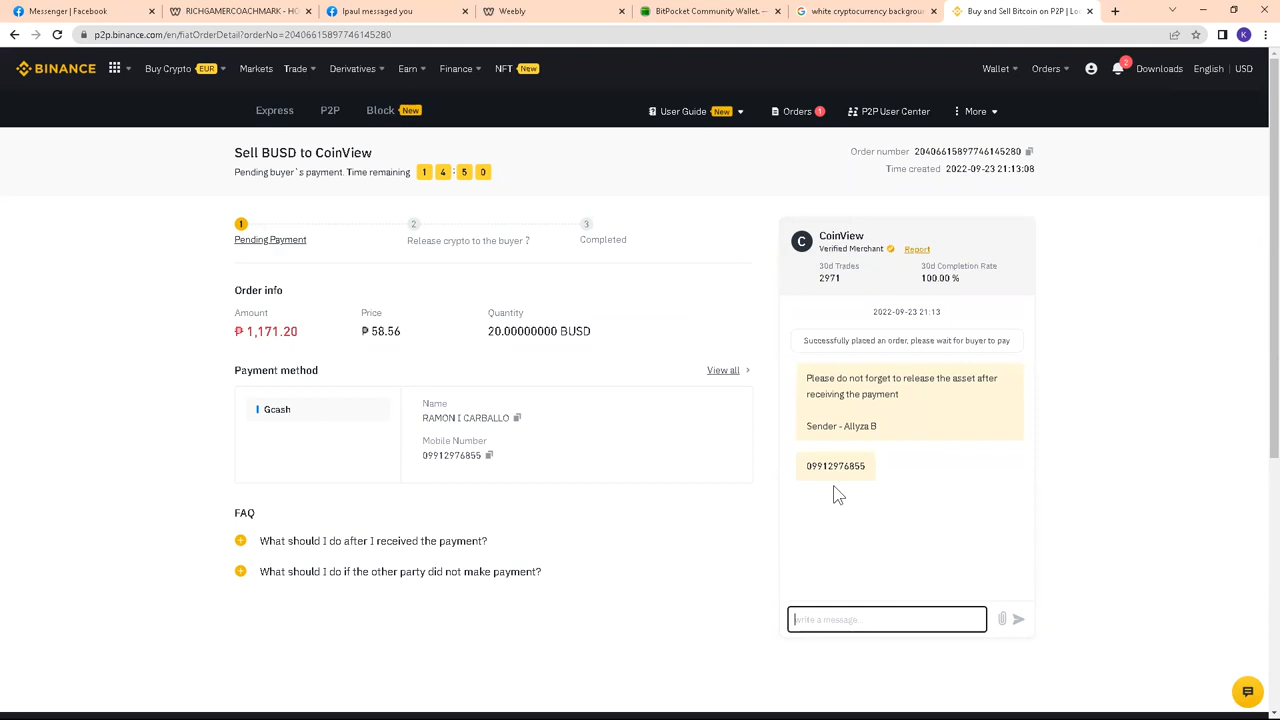 Messenger | Facebook
RICHGAMERCOACHMARK - HO
Ipaul messaged you
Weebly
BitPocket Community Wallet. —
white cryptocurrency backgroun
Buy and Sell Bitcoin on P2P | Lo
p2p.binance.com/en/fiatOrderDetail?orderNo=20406615897746145280
K
BINANCE
Buy Crypto EUR
Markets
Trade
Derivatives
Earn
Finance
NFT New
Wallet
Orders
2
Downloads
English | USD
Express
P2P
Block New
User Guide New
Orders 1
P2P User Center
More
Sell BUSD to CoinView
Pending buyer`s payment. Time remaining 1 4 : 5 0
Order number 20406615897746145280
Time created 2022-09-23 21:13:08
1
Pending Payment
2
Release crypto to the buyer ?
3
Completed
Order info
Amount
₱ 1,171.20
Price
₱ 58.56
Quantity
20.00000000 BUSD
Payment method
View all >
Gcash
Name
RAMON I CARBALLO
Mobile Number
09912976855
FAQ
What should I do after I received the payment?
What should I do if the other party did not make payment?
C
CoinView
Verified Merchant
Report
30d Trades
2971
30d Completion Rate
100.00 %
2022-09-23 21:13
Successfully placed an order, please wait for buyer to pay
Please do not forget to release the asset after
receiving the payment
Sender - Allyza B
09912976855
write a message...